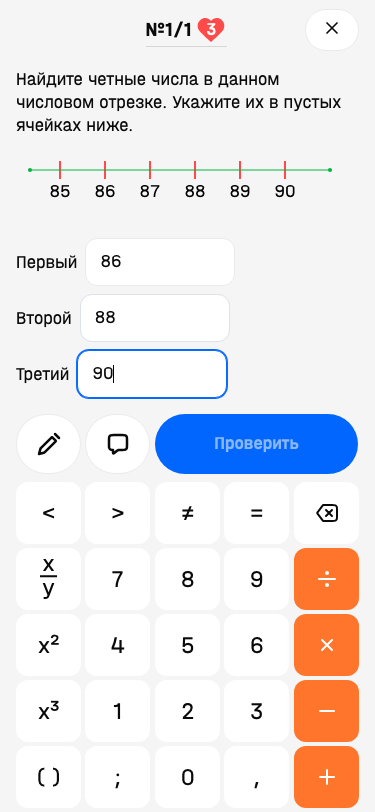 №1/1 3
Найдите четные числа в данном
числовом отрезке. Укажите их в пустых
ячейках ниже.
85 86 87 88 89 90
Первый 86
Второй 88
Третий 90
Проверить
< > ≠ =
x/y 7 8 9 ÷
x² 4 5 6 ×
x³ 1 2 3 −
( ) ; 0 , +